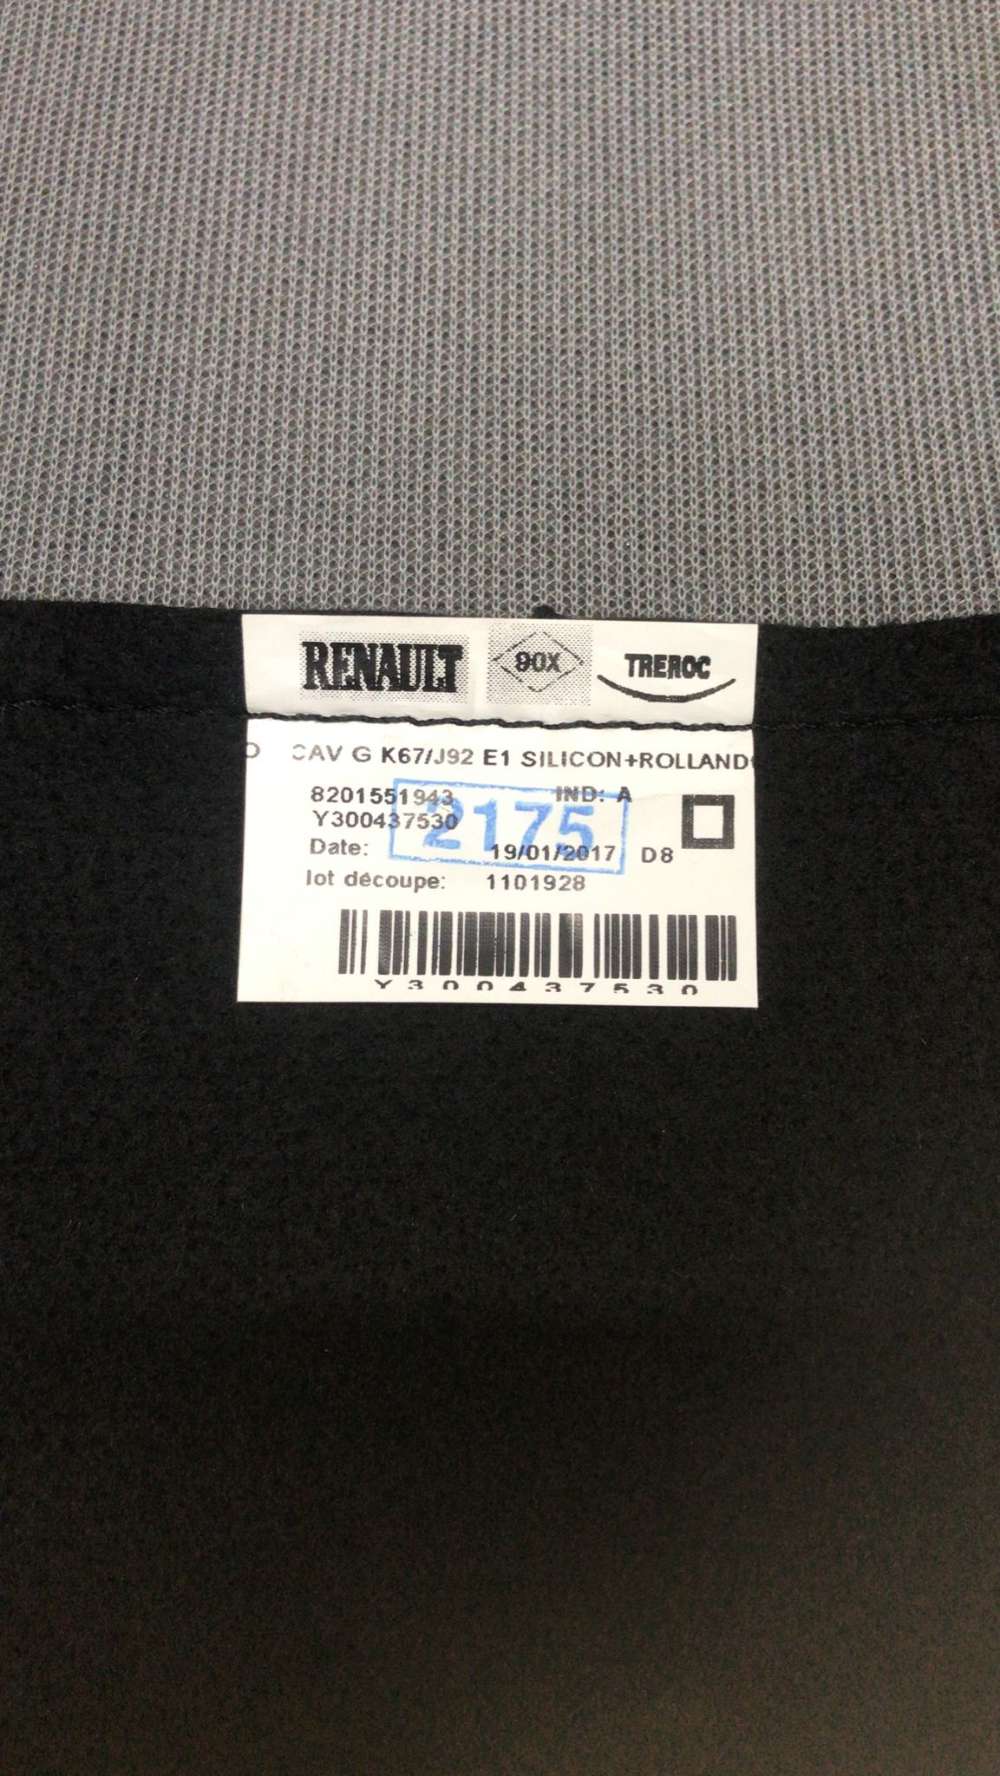 RENAULT 90X TREROC
CAV G K67/J92 E1 SILICON+ROLLAND
8201551943 IND: A
Y300437530
2175
Date: 19/01/2017 D8
lot découpe: 1101928
Y300437530